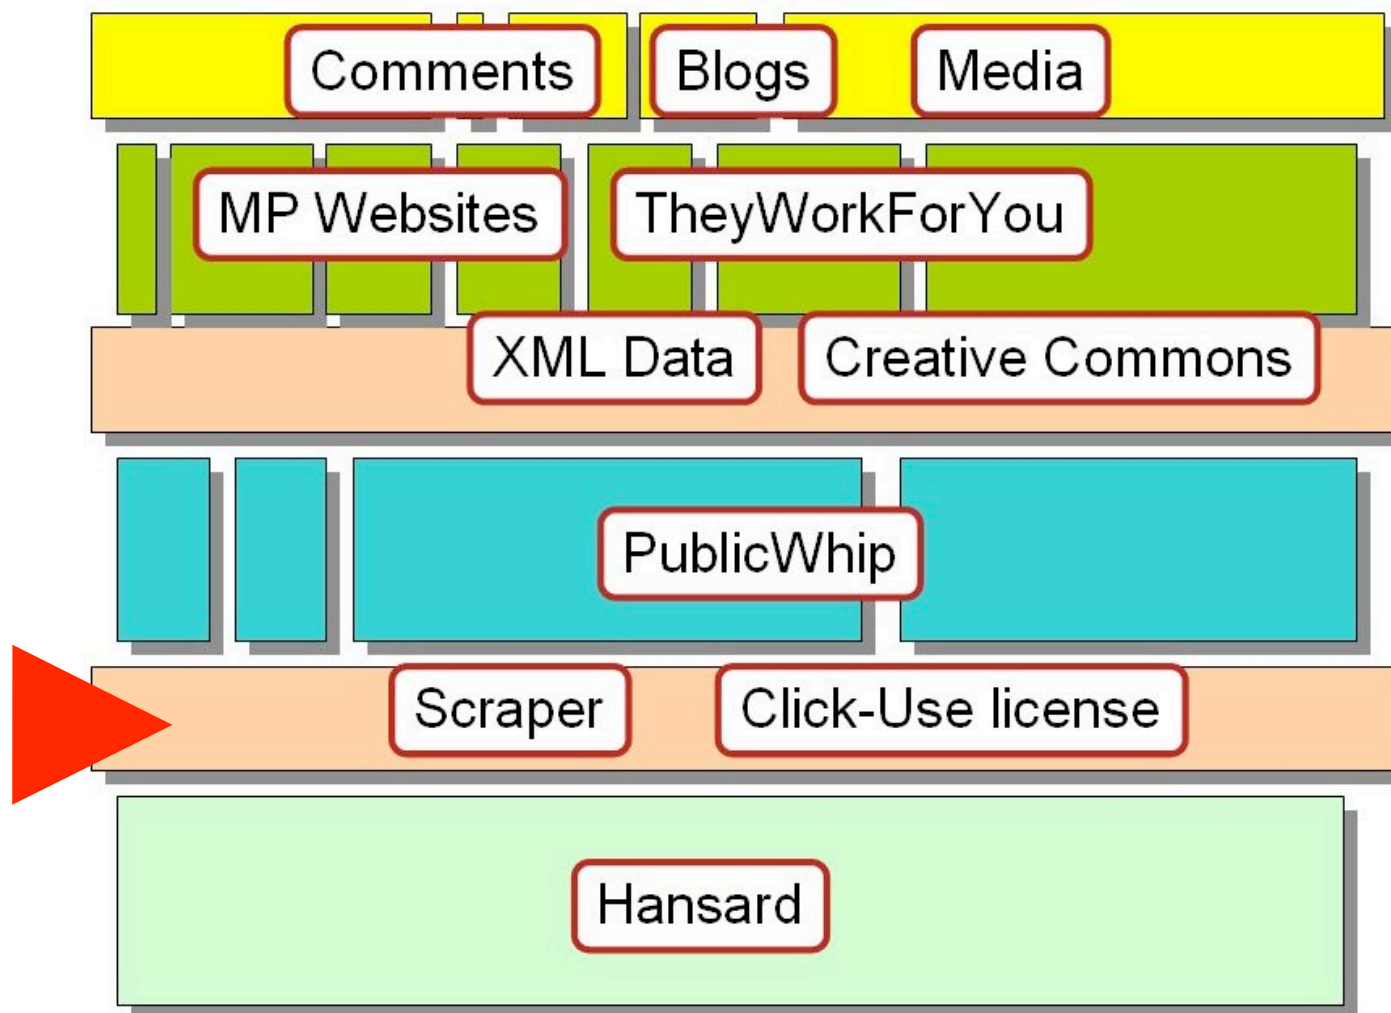 Comments Blogs Media
MP Websites TheyWorkForYou
XML Data Creative Commons
PublicWhip
Scraper Click-Use license
Hansard